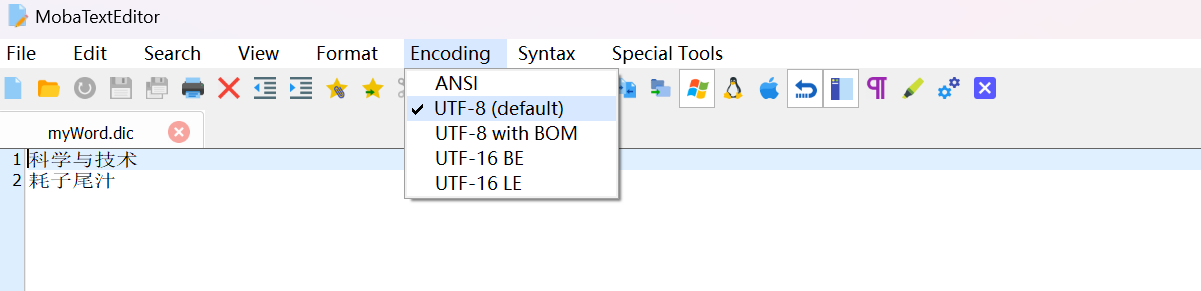 MobaTextEditor
File Edit Search View Format Encoding Syntax Special Tools
ANSI
UTF-8 (default)
UTF-8 with BOM
UTF-16 BE
UTF-16 LE
myWord.dic
1 科学与技术
2 耗子尾汁